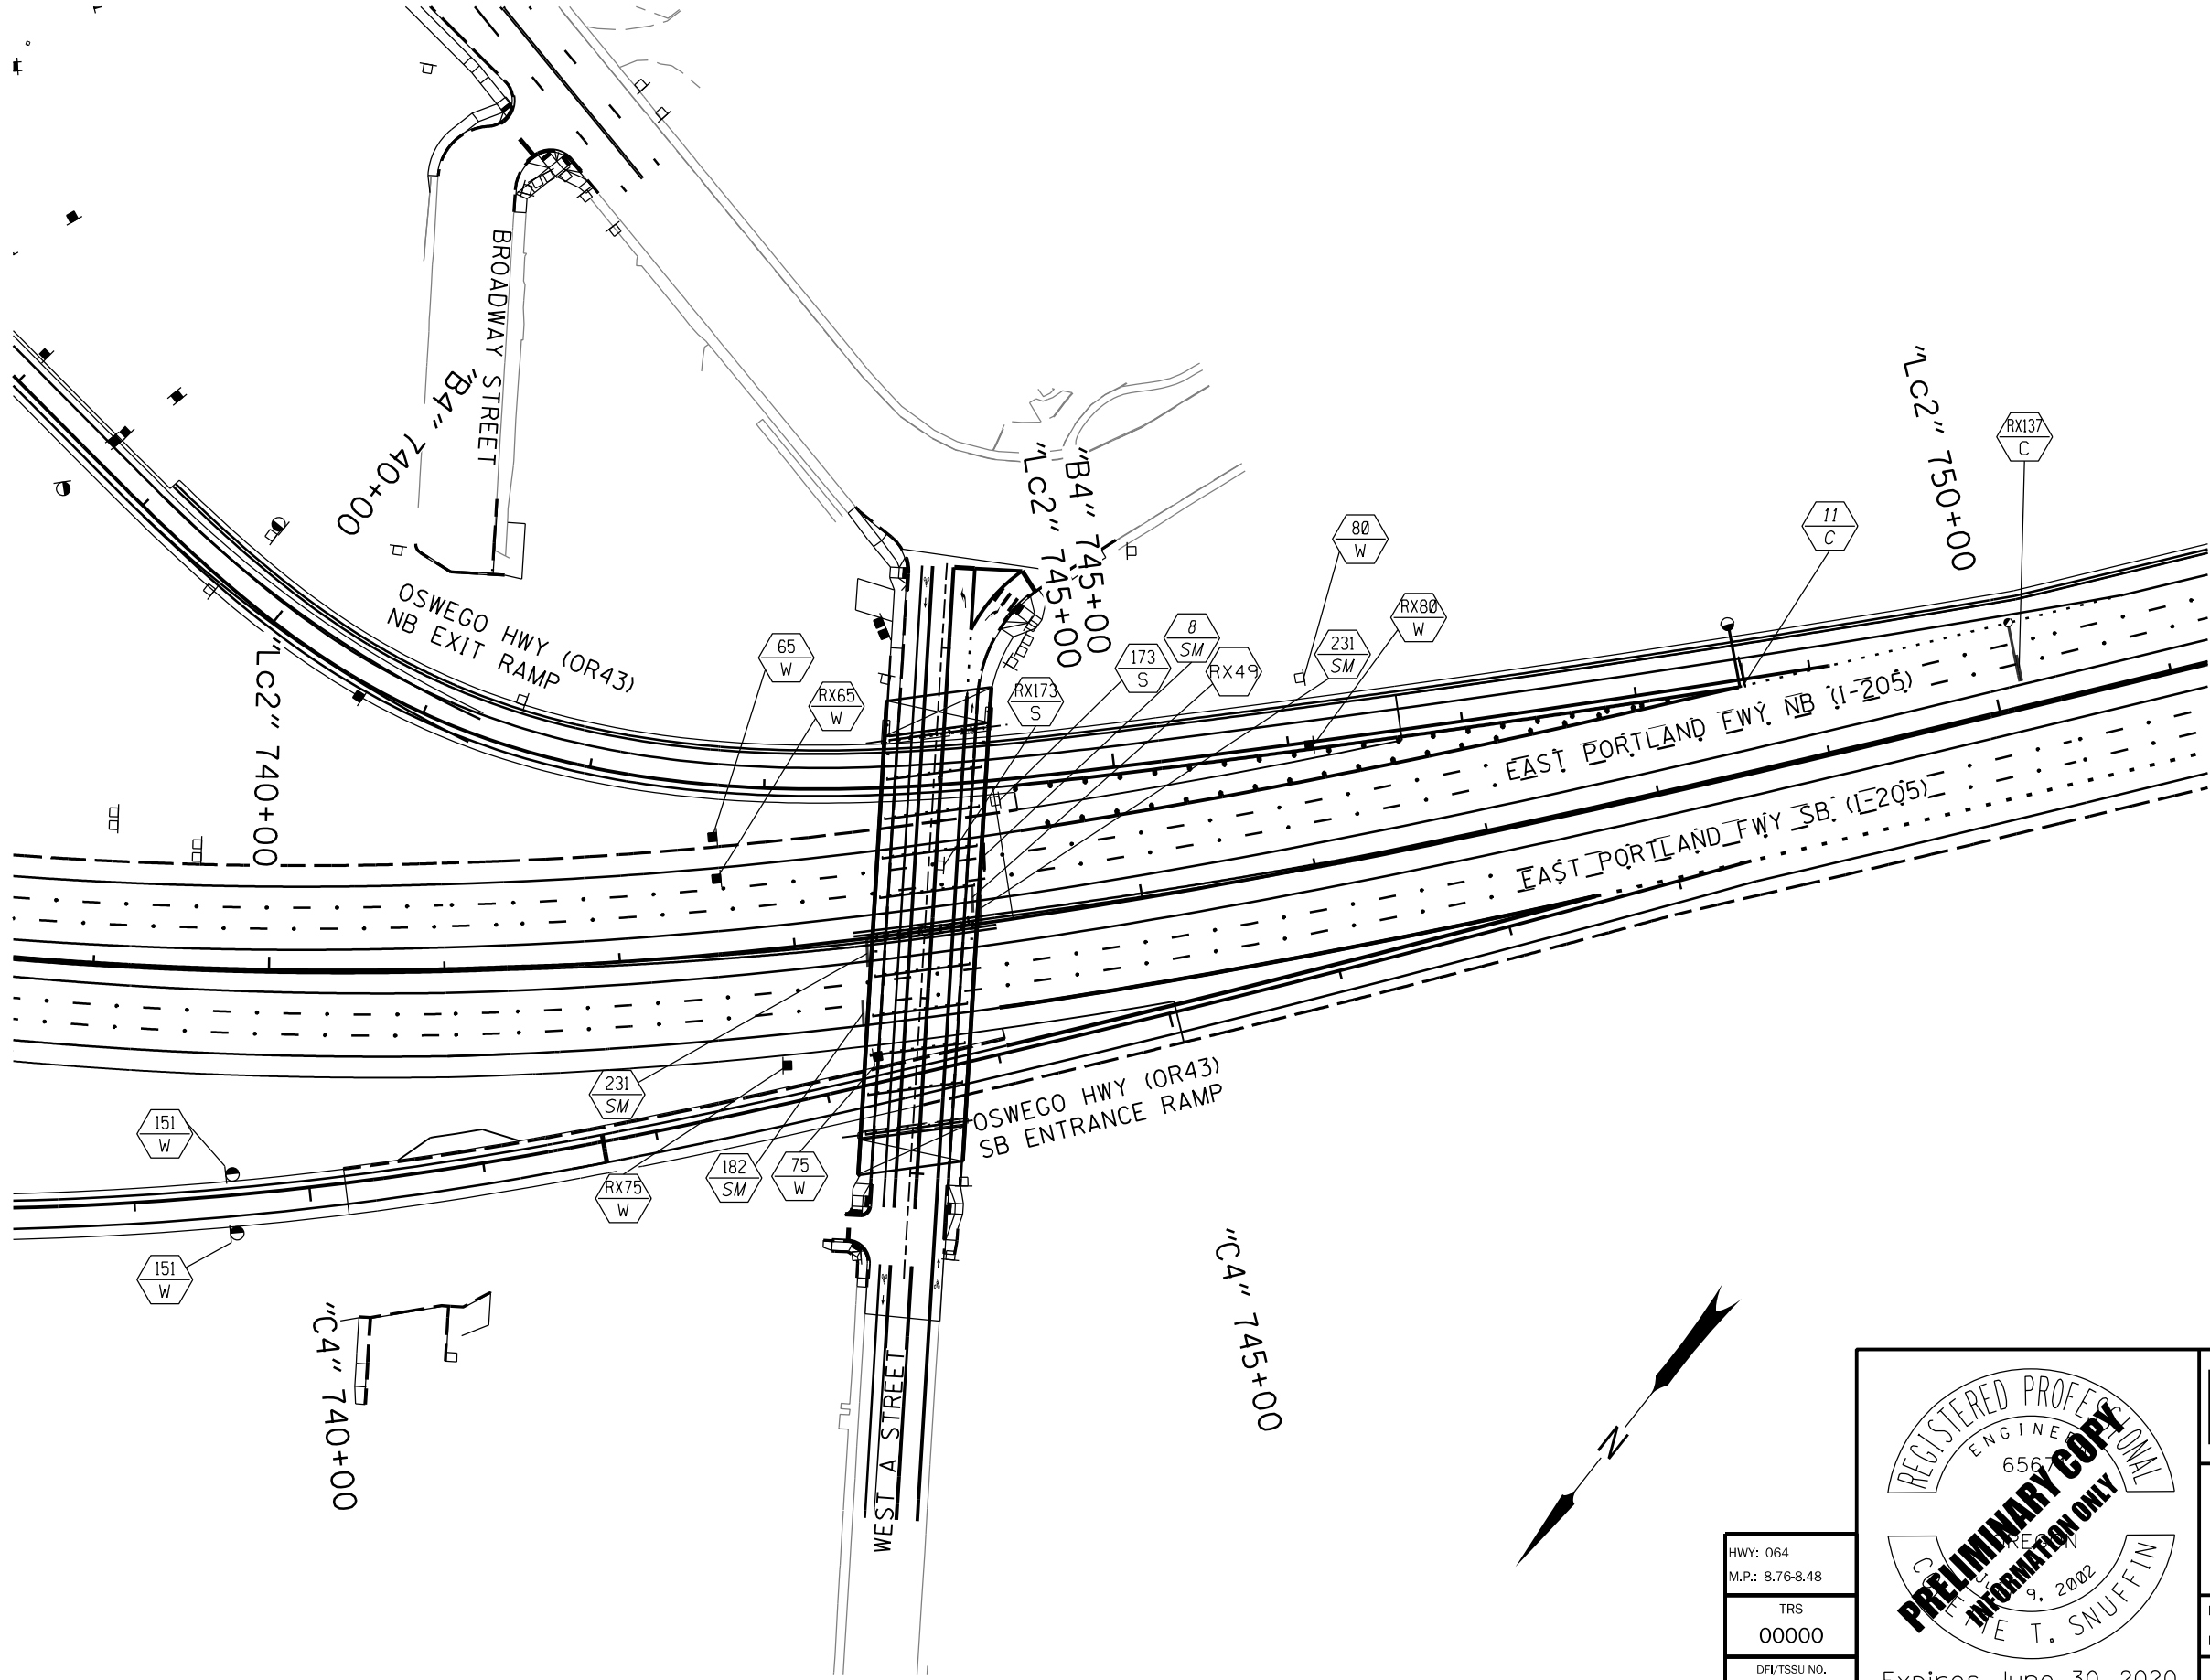 BROADWAY STREET
"B4" 740+00
OSWEGO HWY (OR43)
NB EXIT RAMP
"Lc2" 740+00
"Lc2" 745+00
"B4" 745+00
"Lc2" 750+00
RX137
C
11
C
80
W
RX80
W
231
SM
8
SM
173
S
RX49
RX173
S
65
W
RX65
W
EAST PORTLAND FWY NB (I-205)
EAST PORTLAND FWY SB (I-205)
231
SM
151
W
RX75
W
182
SM
75
W
OSWEGO HWY (OR43)
SB ENTRANCE RAMP
151
W
"C4" 740+00
"C4" 745+00
WEST A STREET
N
REGISTERED PROFESSIONAL
PRELIMINARY COPY
INFORMATION ONLY
9, 2002
T. SNUFFIN
HWY: 064
M.P.: 8.76-8.48
TRS
00000
DFI/TSSU NO.
Expires June 30, 2020